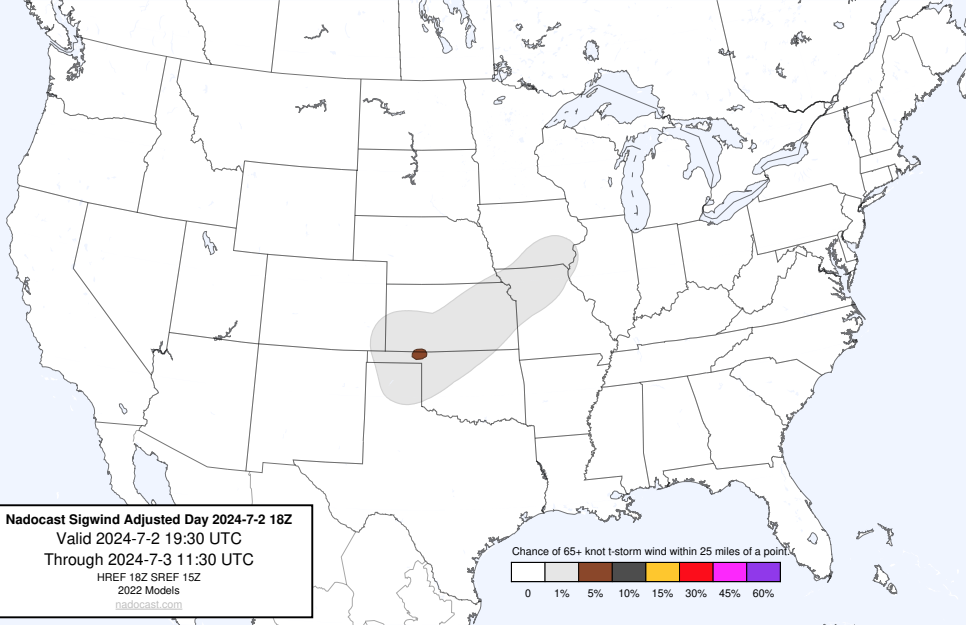 Nadocast Sigwind Adjusted Day 2024-7-2 18Z
Valid 2024-7-2 19:30 UTC
Through 2024-7-3 11:30 UTC
HREF 18Z SREF 15Z
2022 Models
nadocast.com
Chance of 65+ knot t-storm wind within 25 miles of a point.
0 1% 5% 10% 15% 30% 45% 60%